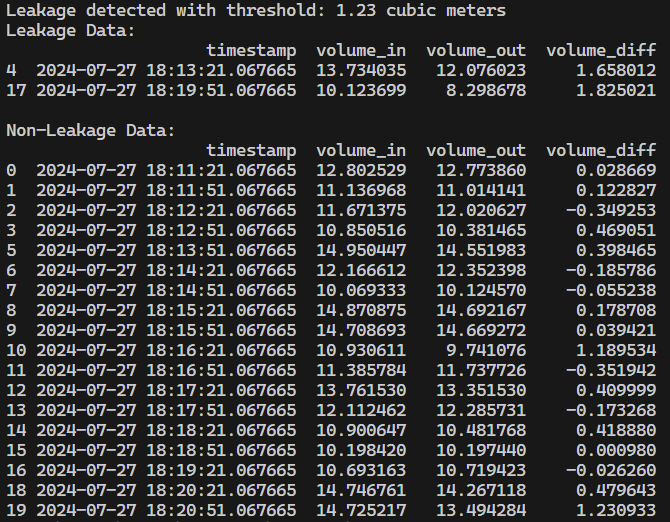 Leakage detected with threshold: 1.23 cubic meters
Leakage Data:
timestamp volume_in volume_out volume_diff
4 2024-07-27 18:13:21.067665 13.734035 12.076023 1.658012
17 2024-07-27 18:19:51.067665 10.123699 8.298678 1.825021
Non-Leakage Data:
timestamp volume_in volume_out volume_diff
0 2024-07-27 18:11:21.067665 12.802529 12.773860 0.028669
1 2024-07-27 18:11:51.067665 11.136968 11.014141 0.122827
2 2024-07-27 18:12:21.067665 11.671375 12.020627 -0.349253
3 2024-07-27 18:12:51.067665 10.850516 10.381465 0.469051
5 2024-07-27 18:13:51.067665 14.950447 14.551983 0.398465
6 2024-07-27 18:14:21.067665 12.166612 12.352398 -0.185786
7 2024-07-27 18:14:51.067665 10.069333 10.124570 -0.055238
8 2024-07-27 18:15:21.067665 14.870875 14.692167 0.178708
9 2024-07-27 18:15:51.067665 14.708693 14.669272 0.039421
10 2024-07-27 18:16:21.067665 10.930611 9.741076 1.189534
11 2024-07-27 18:16:51.067665 11.385784 11.737726 -0.351942
12 2024-07-27 18:17:21.067665 13.761530 13.351530 0.409999
13 2024-07-27 18:17:51.067665 12.112462 12.285731 -0.173268
14 2024-07-27 18:18:21.067665 10.900647 10.481768 0.418880
15 2024-07-27 18:18:51.067665 10.198420 10.197440 0.000980
16 2024-07-27 18:19:21.067665 10.693163 10.719423 -0.026260
18 2024-07-27 18:20:21.067665 14.746761 14.267118 0.479643
19 2024-07-27 18:20:51.067665 14.725217 13.494284 1.230933